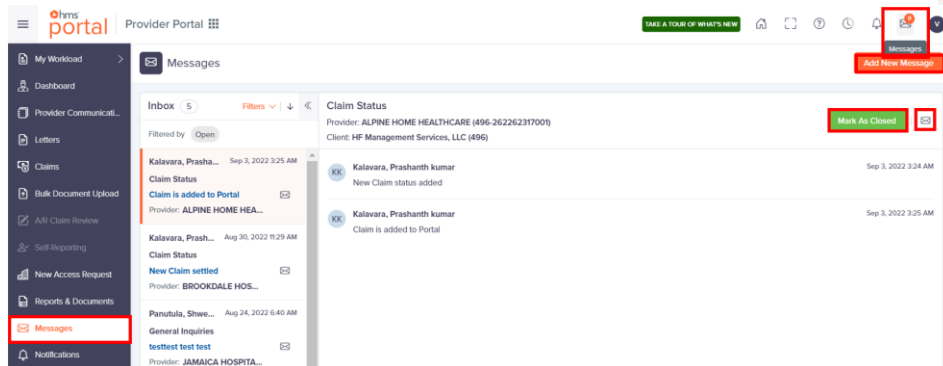 hms
portal
Provider Portal
TAKE A TOUR OF WHAT'S NEW
V
Messages
Add New Message
My Workload
Dashboard
Provider Communicati...
Letters
Claims
Bulk Document Upload
A/R Claim Review
Self-Reporting
New Access Request
Reports & Documents
Messages
Notifications
Messages
Inbox 5 Filters
Filtered by Open
Kalavara, Prasha... Sep 3, 2022 3:25 AM
Claim Status
Claim is added to Portal
Provider: ALPINE HOME HEA...
Kalavara, Prash... Aug 30, 2022 11:29 AM
Claim Status
New Claim settled
Provider: BROOKDALE HOS...
Panutula, Shwe... Aug 24, 2022 6:40 AM
General Inquiries
testtest test test
Provider: JAMAICA HOSPITA...
Claim Status
Provider: ALPINE HOME HEALTHCARE (496-262262317001)
Client: HF Management Services, LLC (496)
Mark As Closed
KK Kalavara, Prashanth kumar Sep 3, 2022 3:24 AM
New Claim status added
KK Kalavara, Prashanth kumar Sep 3, 2022 3:25 AM
Claim is added to Portal